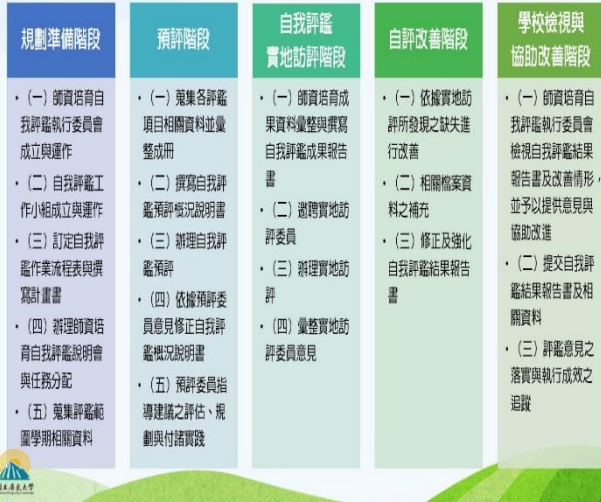 規劃準備階段
・（一）師資培育自
我評鑑執行委員會
成立與運作
・（二）自我評鑑工
作小組成立與運作
・（三）訂定自我評
鑑作業流程表與撰
寫計畫書
・（四）辦理師資培
育自我評鑑說明會
與任務分配
・（五）蒐集評鑑範
圍學期相關資料
預評階段
・（一）蒐集各評鑑
項目相關資料並彙
整成冊
・（二）撰寫自我評
鑑預評概況說明書
・（三）辦理自我評
鑑預評
・（四）依據預評委
員意見修正自我評
鑑概況說明書
・（五）預評委員指
導建議之評估、規
劃與付諸實踐
自我評鑑
實地訪評階段
・（一）師資培育成
果資料彙整與撰寫
自我評鑑成果報告
書
・（二）邀聘實地訪
評委員
・（三）辦理實地訪
評
・（四）彙整實地訪
評委員意見
自評改善階段
・（一）依據實地訪
評所發現之缺失進
行改善
・（二）相關檔案資
料之補充
・（三）修正及強化
自我評鑑結果報告
書
學校檢視與
協助改善階段
・（一）師資培育自
我評鑑執行委員會
檢視自我評鑑結果
報告書及改善情形，
並予以提供意見與
協助改進
・（二）提交自我評
鑑結果報告書及相
關資料
・（三）評鑑意見之
落實與執行成效之
追蹤
國立屏東大學